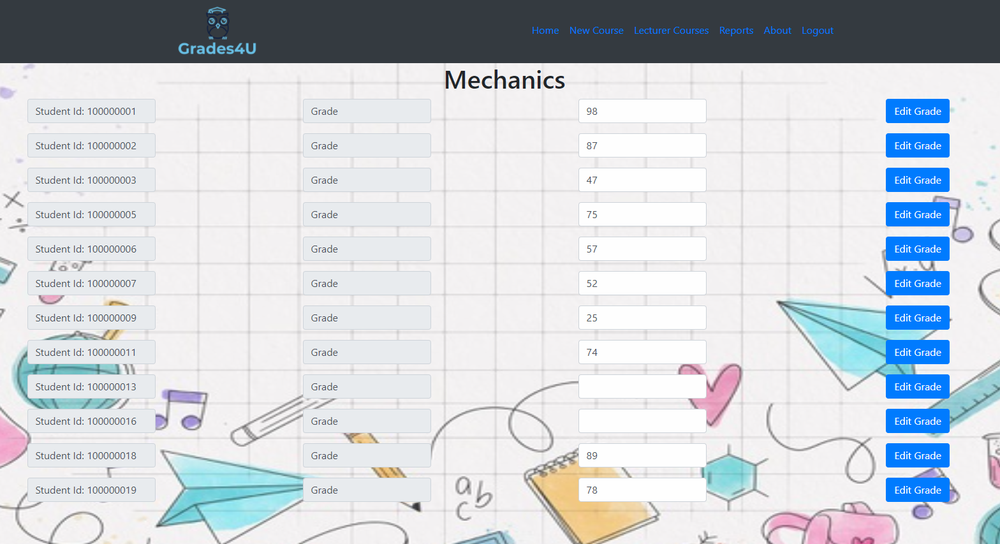 Grades4U
Home New Course Lecturer Courses Reports About Logout
Mechanics
Student Id: 100000001 Grade 98 Edit Grade
Student Id: 100000002 Grade 87 Edit Grade
Student Id: 100000003 Grade 47 Edit Grade
Student Id: 100000005 Grade 75 Edit Grade
Student Id: 100000006 Grade 57 Edit Grade
Student Id: 100000007 Grade 52 Edit Grade
Student Id: 100000009 Grade 25 Edit Grade
Student Id: 100000011 Grade 74 Edit Grade
Student Id: 100000013 Grade Edit Grade
Student Id: 100000016 Grade Edit Grade
Student Id: 100000018 Grade 89 Edit Grade
Student Id: 100000019 Grade 78 Edit Grade
a b
c